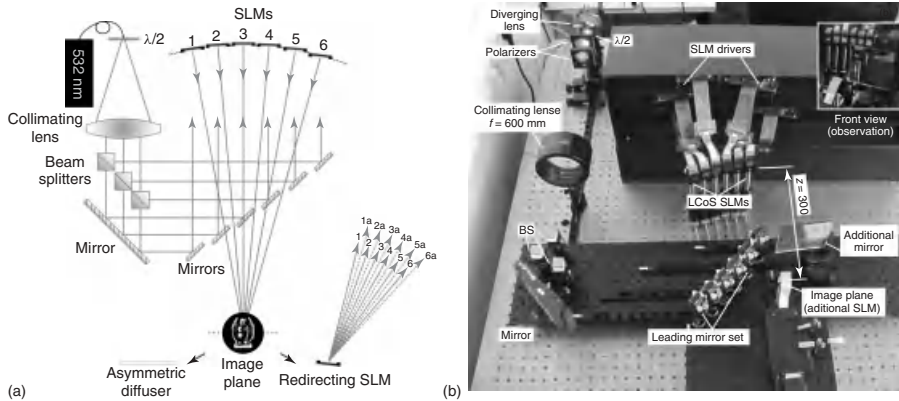 SLMs
1 2 3 4 5 6
λ/2
532 nm
Collimating
lens
Beam
splitters
Mirror
Mirrors
1a 2a 3a 4a 5a 6a
1 2 3 4 5 6
Asymmetric
diffuser
Image
plane
Redirecting SLM
(a)
Diverging
lens
λ/2
Polarizers
SLM drivers
Collimating lense
f = 600 mm
Front view
(observation)
LCoS SLMs
z = 300
BS
Additional
mirror
Image plane
(aditional SLM)
Mirror
Leading mirror set
(b)